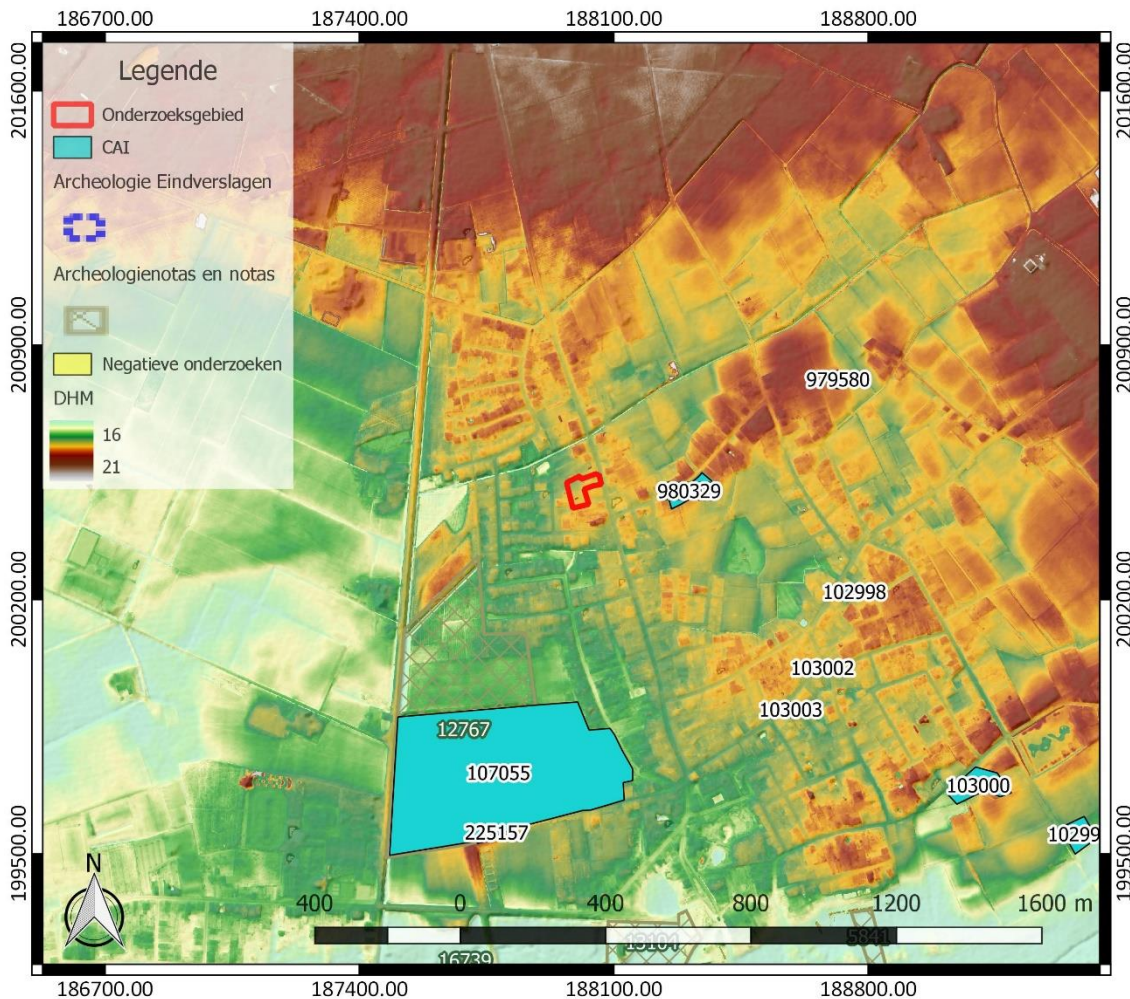 186700.00 187400.00 188100.00 188800.00
201600.00 201600.00
Legende
Onderzoeksgebied
CAI
Archeologie Eindverslagen
Archeologienotas en notas
Negatieve onderzoeken
DHM
16
21
200900.00 200900.00
979580
980329
200200.00 200200.00
102998
103002
103003
12767
107055
103000
225157
10299
199500.00 199500.00
N
400 0 400 800 1200 1600 m
13104
5841
16739
186700.00 187400.00 188100.00 188800.00